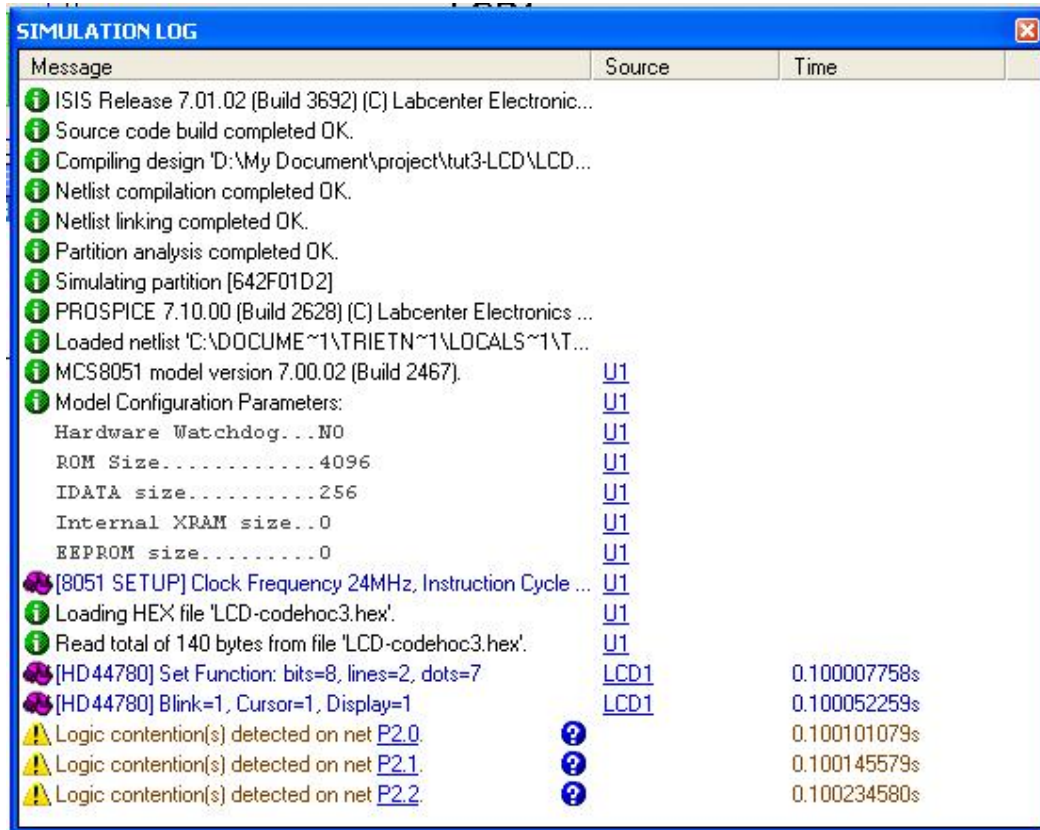 SIMULATION LOG
Message Source Time
ISIS Release 7.01.02 (Build 3692) (C) Labcenter Electronic...
Source code build completed OK.
Compiling design 'D:\My Document\project\tut3-LCD\LCD...
Netlist compilation completed OK.
Netlist linking completed OK.
Partition analysis completed OK.
Simulating partition [642F01D2]
PROSPICE 7.10.00 (Build 2628) (C) Labcenter Electronics ...
Loaded netlist 'C:\DOCUME~1\TRIETN~1\LOCALS~1\T...
MCS8051 model version 7.00.02 (Build 2467). U1
Model Configuration Parameters: U1
Hardware Watchdog...NO U1
ROM Size............4096 U1
IDATA size..........256 U1
Internal XRAM size..0 U1
EEPROM size.........0 U1
[8051 SETUP] Clock Frequency 24MHz, Instruction Cycle ... U1
Loading HEX file 'LCD-codehoc3.hex'. U1
Read total of 140 bytes from file 'LCD-codehoc3.hex'. U1
[HD44780] Set Function: bits=8, lines=2, dots=7 LCD1 0.100007758s
[HD44780] Blink=1, Cursor=1, Display=1 LCD1 0.100052259s
Logic contention(s) detected on net P2.0. 0.100101079s
Logic contention(s) detected on net P2.1. 0.100145579s
Logic contention(s) detected on net P2.2. 0.100234580s